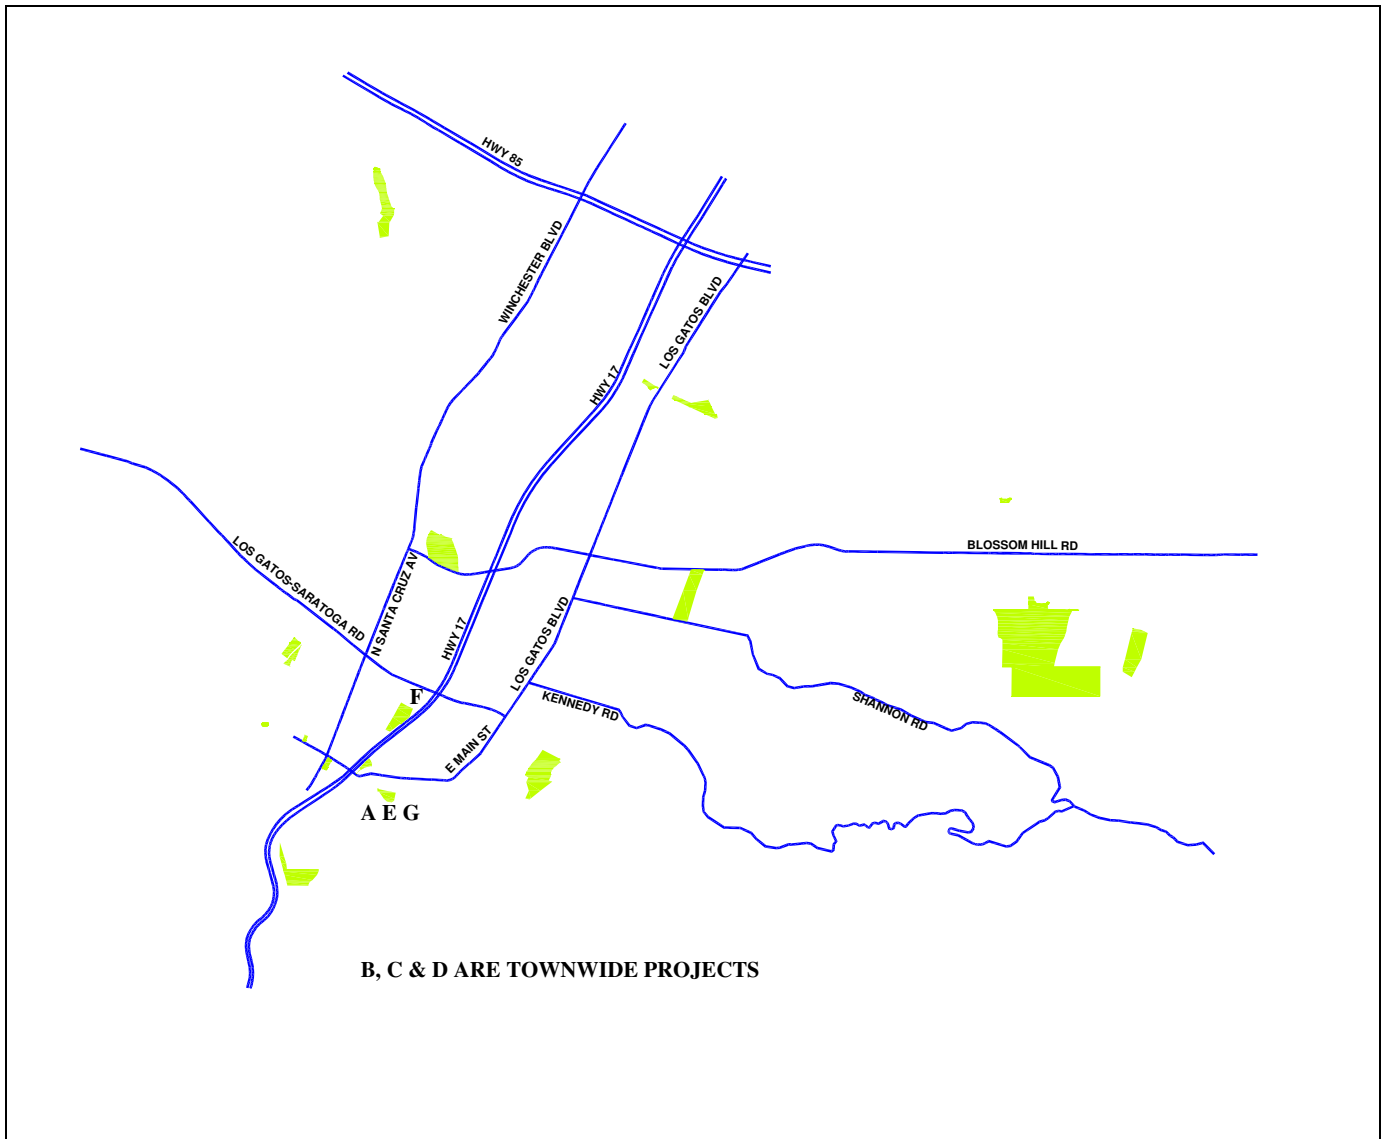 HWY 85
WINCHESTER BLVD
LOS GATOS BLVD
HWY 17
BLOSSOM HILL RD
LOS GATOS-SARATOGA RD
N SANTA CRUZ AV
HWY 17
LOS GATOS BLVD
F
KENNEDY RD
SHANNON RD
E MAIN ST
A E G
B, C & D ARE TOWNWIDE PROJECTS